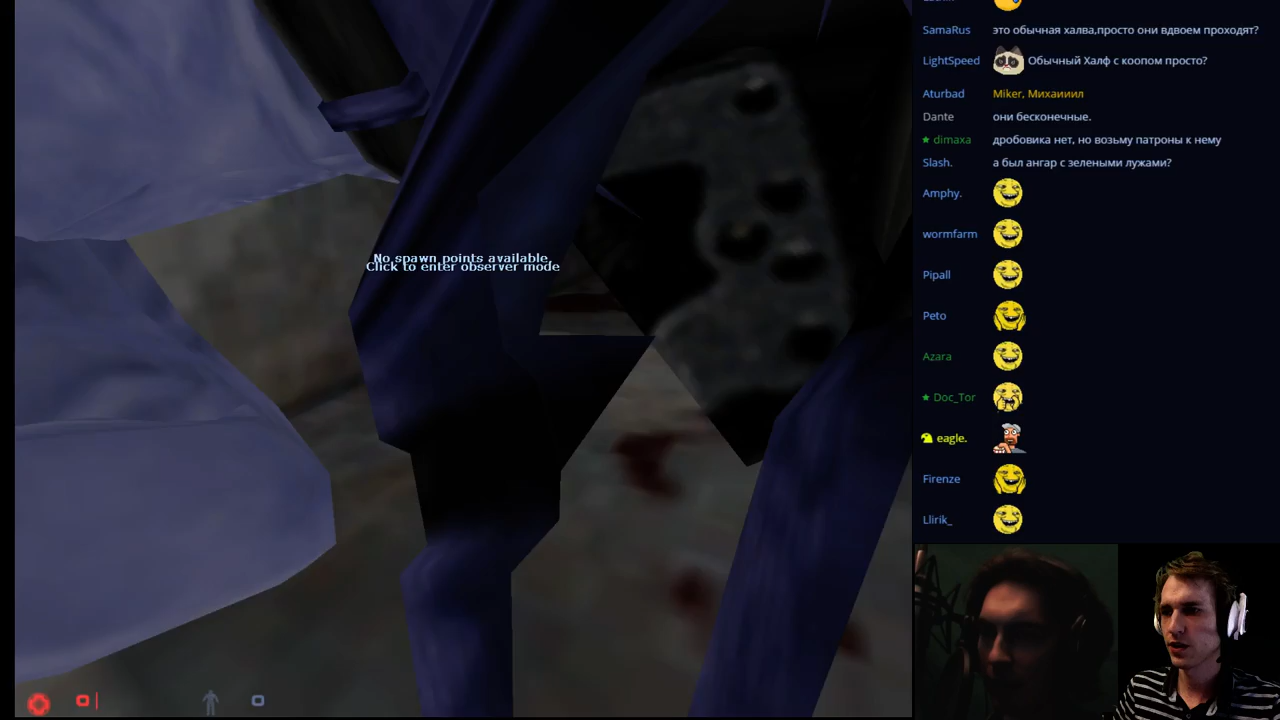 No spawn points available.
Click to enter observer mode
0
0
SamaRus это обычная халва,просто они вдвоем проходят?
LightSpeed Обычный Халф с коопом просто?
Aturbad Miker, Михаииил
Dante они бесконечные.
dimaxa дробовика нет, но возьму патроны к нему
Slash. а был ангар с зелеными лужами?
Amphy.
wormfarm
Pipall
Peto
Azara
Doc_Tor
eagle.
Firenze
Llirik_